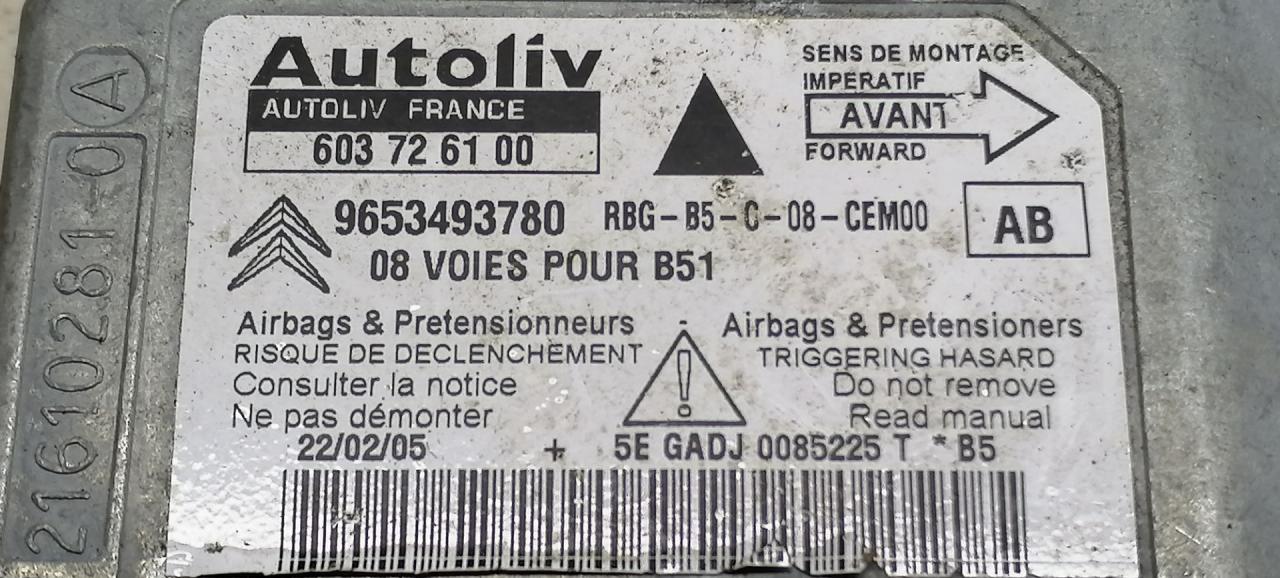 Autoliv
AUTOLIV FRANCE
603 72 61 00
SENS DE MONTAGE
IMPERATIF
AVANT
FORWARD
9653493780 RBG-B5-C-08-CEM00
AB
08 VOIES POUR B51
Airbags & Pretensionneurs
RISQUE DE DECLENCHEMENT
Consulter la notice
Ne pas démonter
Airbags & Pretensioners
TRIGGERING HASARD
Do not remove
Read manual
22/02/05 + 5E GADJ 0085225 T * B5
21610281-0 A